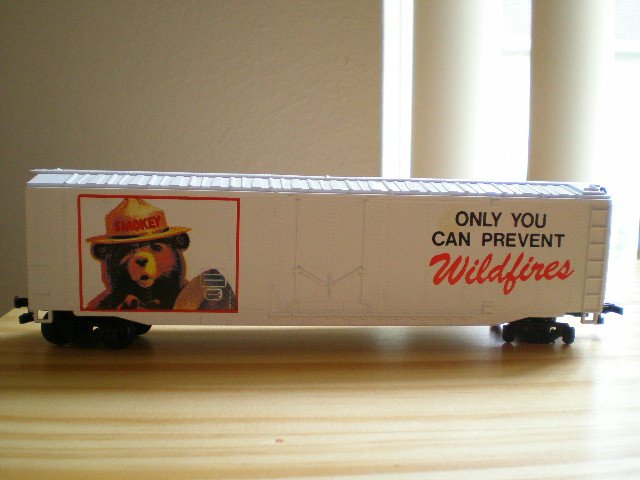 SMOKEY
ONLY YOU
CAN PREVENT
Wildfires